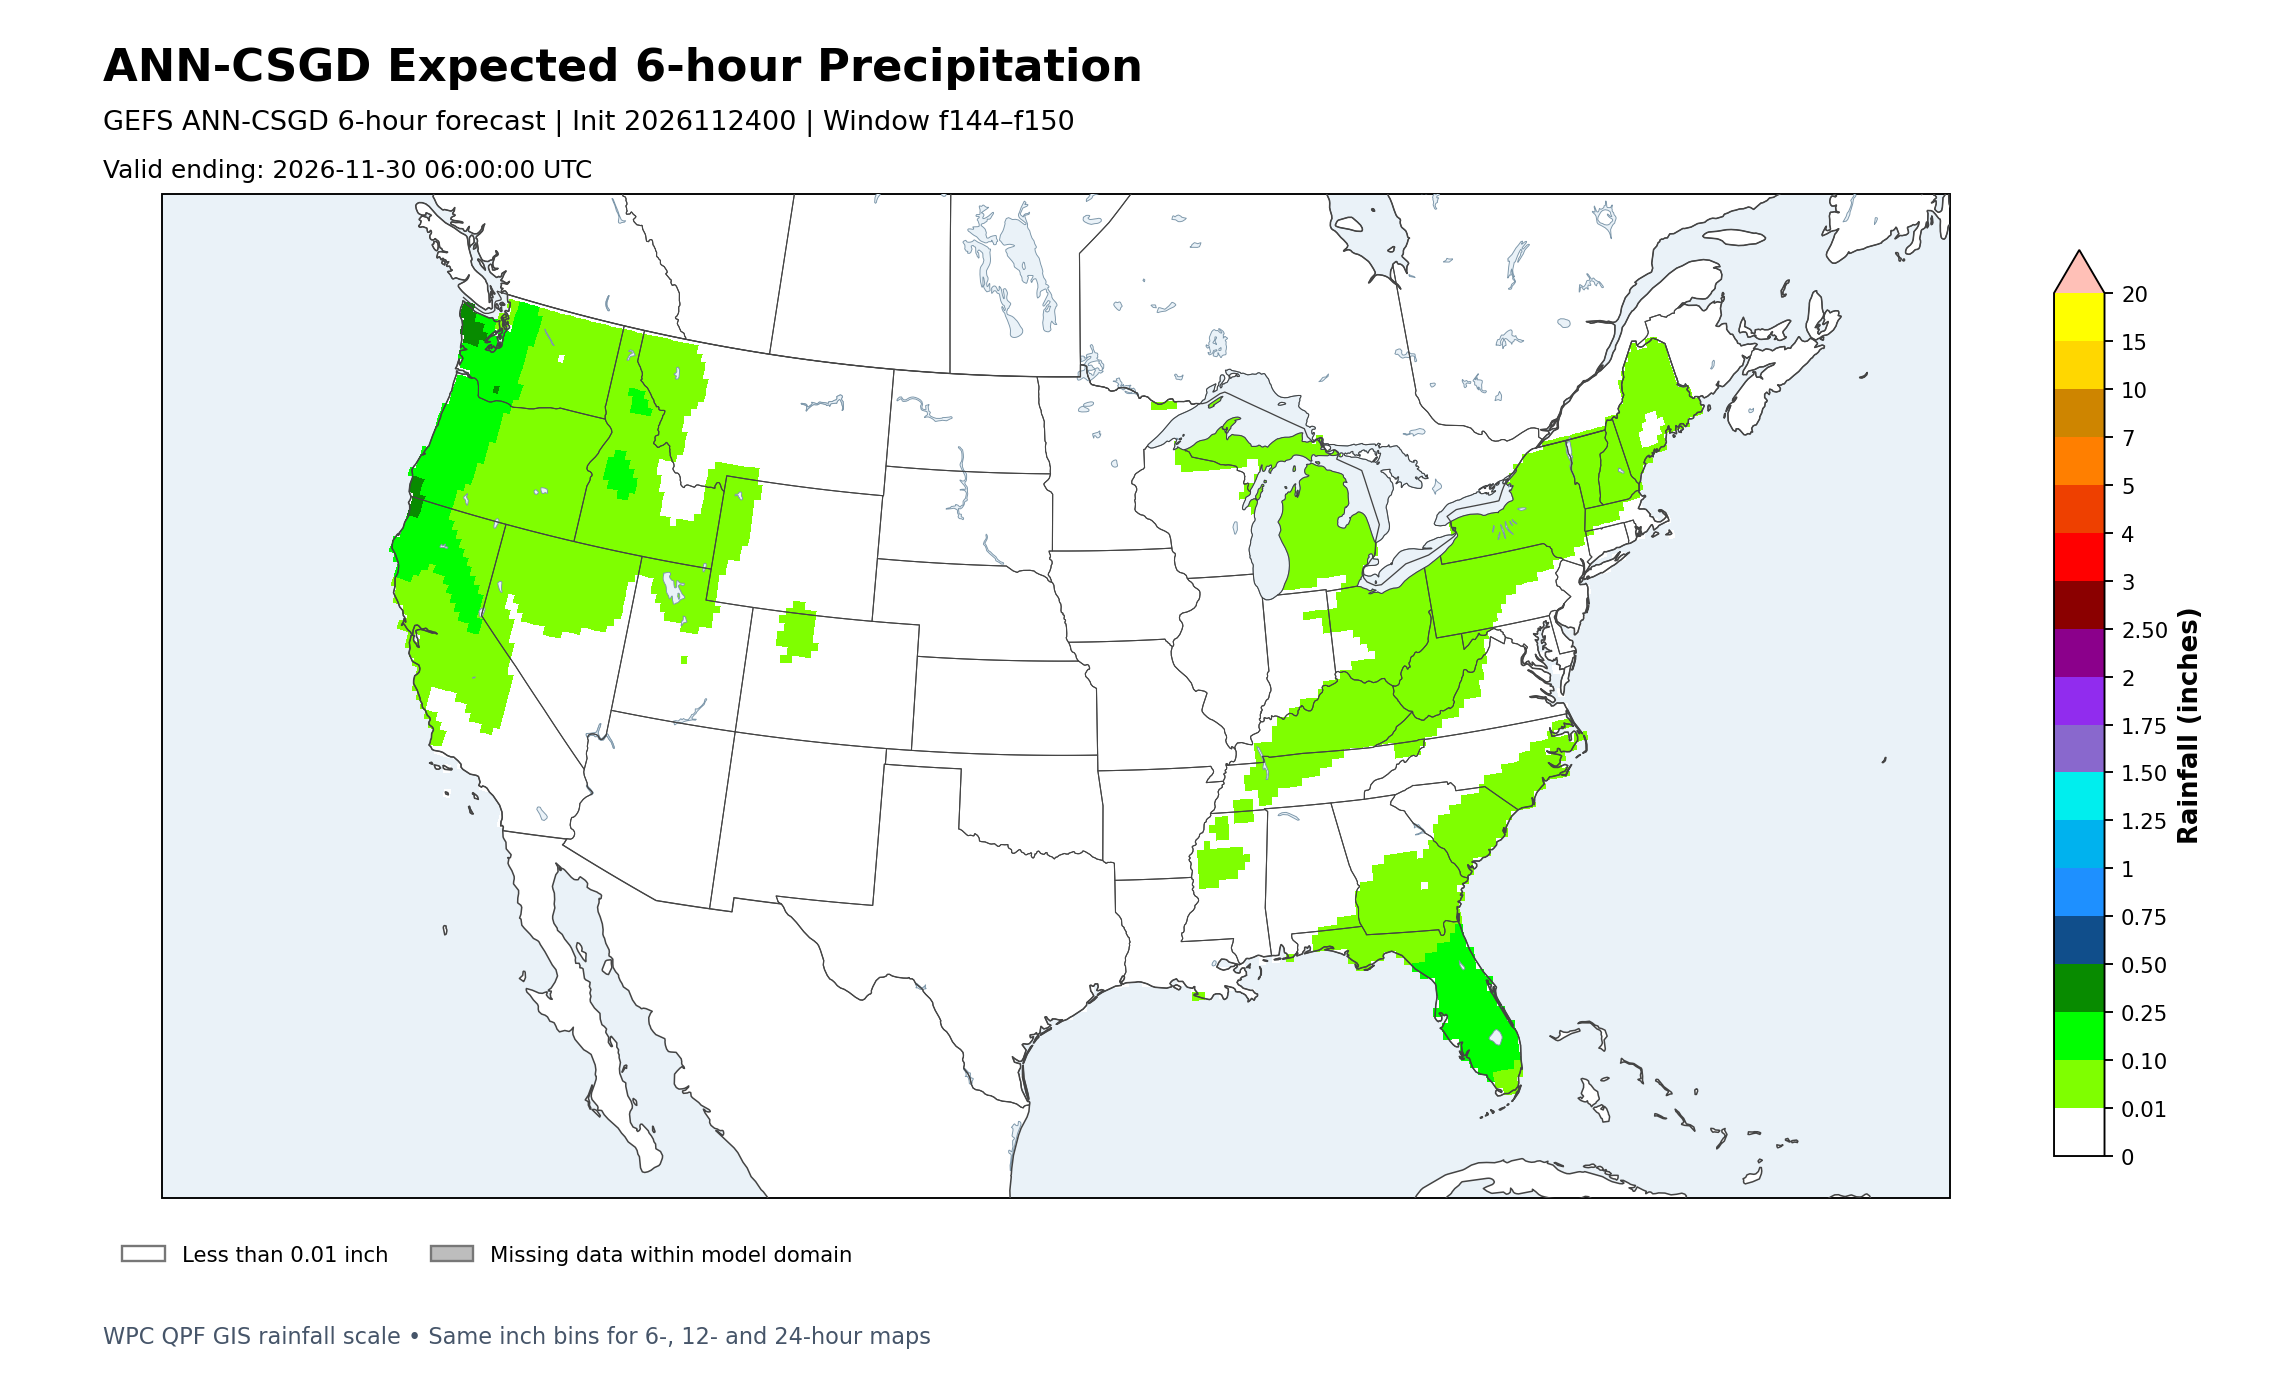 ANN-CSGD Expected 6-hour Precipitation
GEFS ANN-CSGD 6-hour forecast | Init 2026112400 | Window f144–f150
Valid ending: 2026-11-30 06:00:00 UTC
20
15
10
7
5
4
3
2.50
2
1.75
1.50
1.25
1
0.75
0.50
0.25
0.10
0.01
0
Rainfall (inches)
Less than 0.01 inch
Missing data within model domain
WPC QPF GIS rainfall scale • Same inch bins for 6-, 12- and 24-hour maps